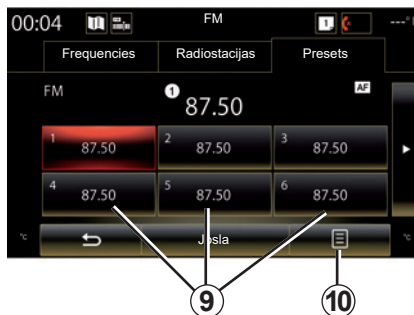 00:04 FM 1 ---°
Frequencies Radiostacijas Presets
FM 1 87.50 AF
1 87.50 2 87.50 3 87.50
4 87.50 5 87.50 6 87.50
°C Josla °C
9 10